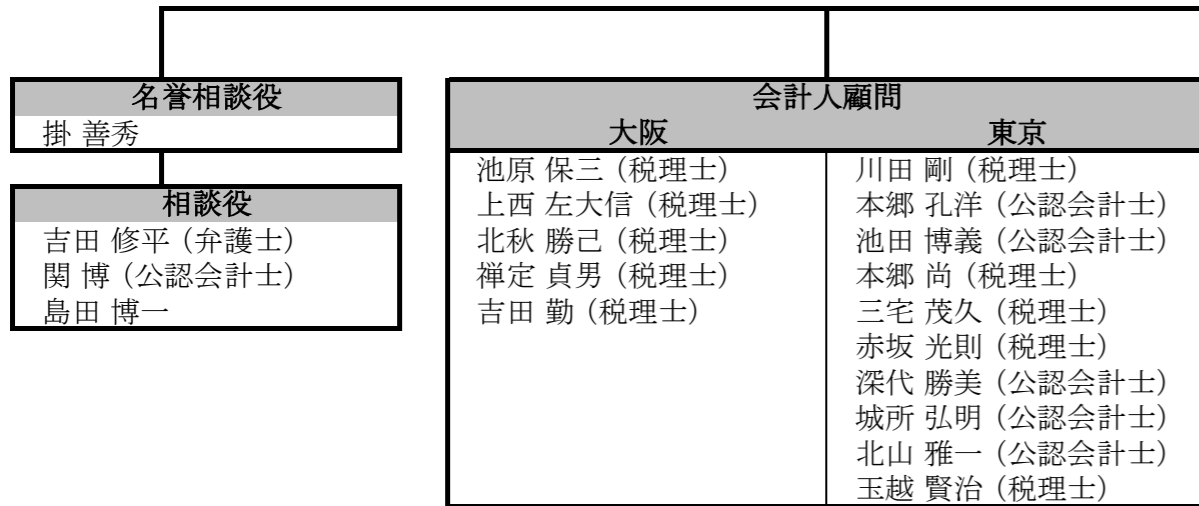 名誉相談役
掛 善秀
相談役
吉田 修平 (弁護士)
関 博 (公認会計士)
島田 博一
会計人顧問
大阪
池原 保三 (税理士)
上西 左大信 (税理士)
北秋 勝己 (税理士)
禅定 貞男 (税理士)
吉田 勤 (税理士)
東京
川田 剛 (税理士)
本郷 孔洋 (公認会計士)
池田 博義 (公認会計士)
本郷 尚 (税理士)
三宅 茂久 (税理士)
赤坂 光則 (税理士)
深代 勝美 (公認会計士)
城所 弘明 (公認会計士)
北山 雅一 (公認会計士)
玉越 賢治 (税理士)